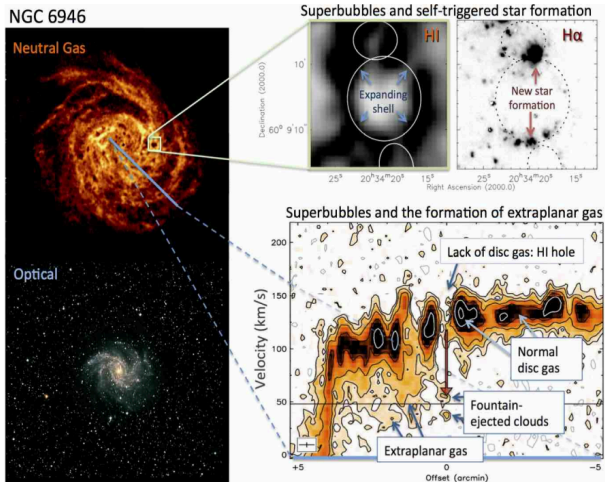 NGC 6946
Neutral Gas
Optical
Superbubbles and self-triggered star formation
HI
Hα
Expanding
shell
New star
formation
Declination (2000.0)
10'
60° 9'10"
25ˢ 20ʰ34ᵐ20ˢ 15ˢ
25ˢ 20ʰ34ᵐ20ˢ 15ˢ
Right Ascension (2000.0)
Superbubbles and the formation of extraplanar gas
Velocity (km/s)
200
150
100
50
0
Lack of disc gas: HI hole
Normal
disc gas
Fountain-
ejected clouds
Extraplanar gas
+5 0 -5
Offset (arcmin)